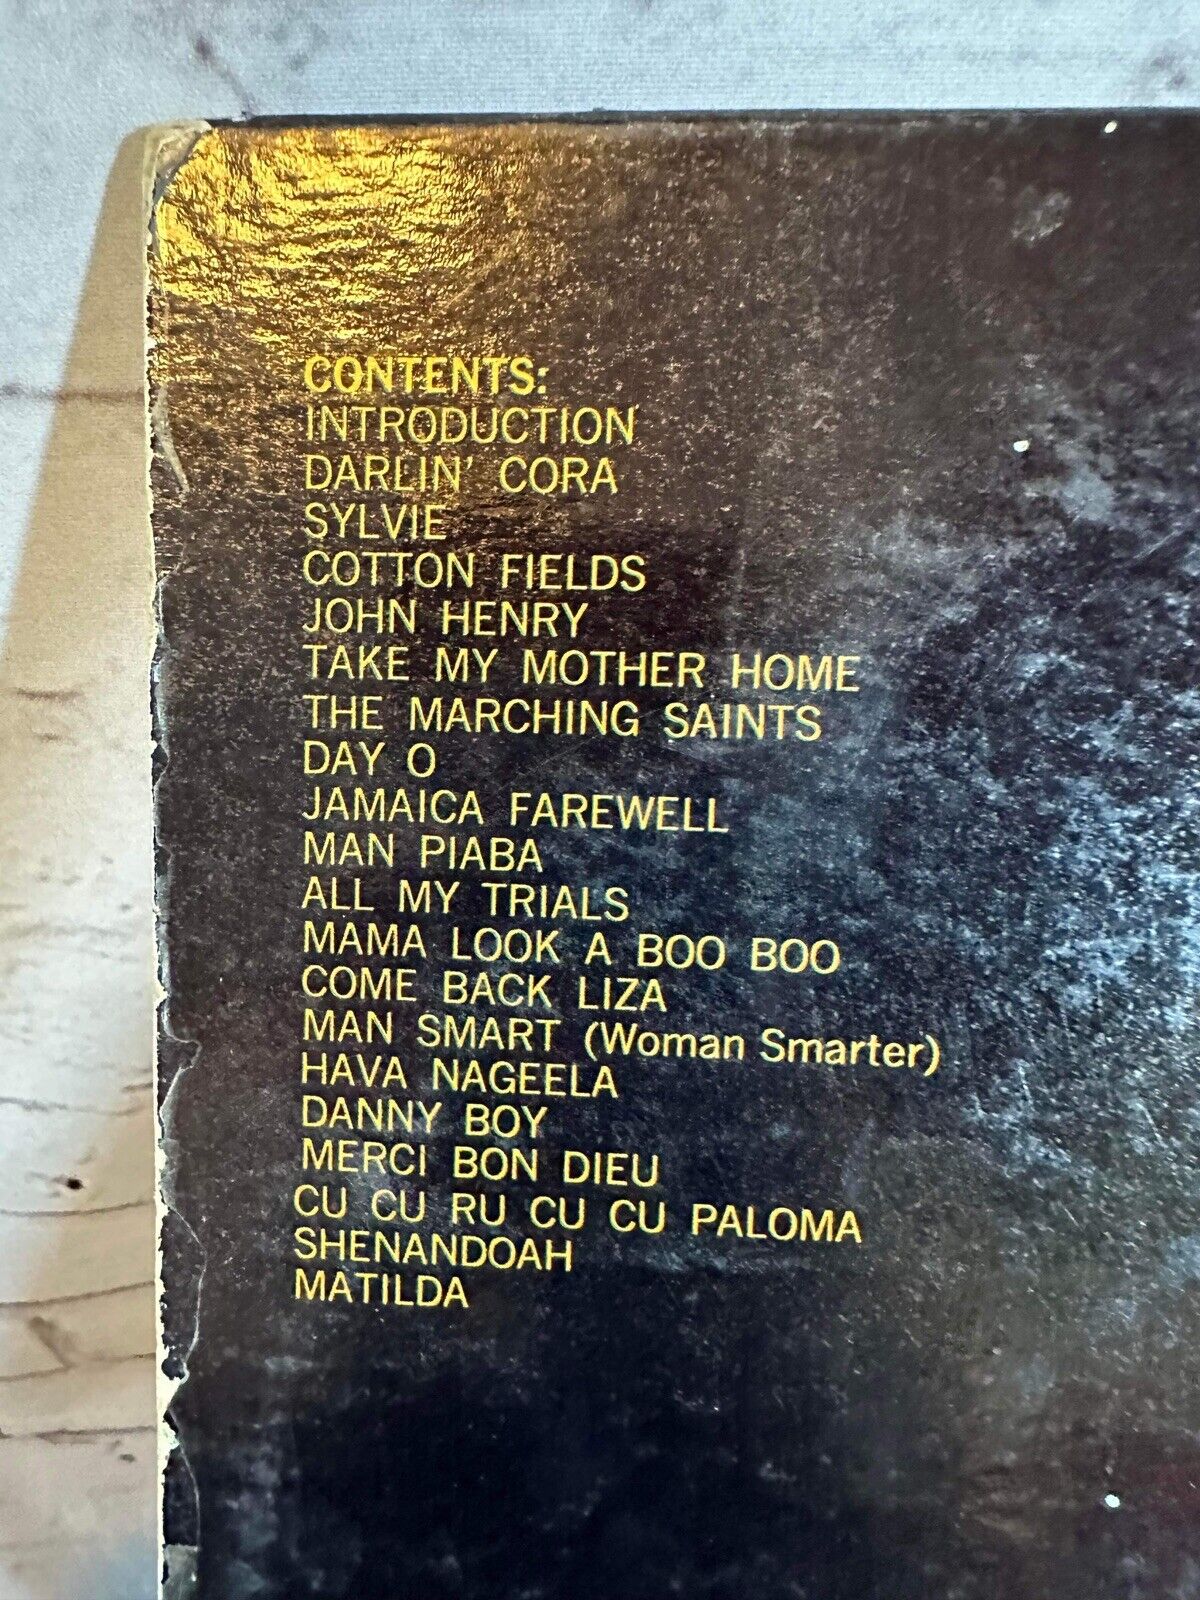 CONTENTS:
INTRODUCTION
DARLIN' CORA
SYLVIE
COTTON FIELDS
JOHN HENRY
TAKE MY MOTHER HOME
THE MARCHING SAINTS
DAY O
JAMAICA FAREWELL
MAN PIABA
ALL MY TRIALS
MAMA LOOK A BOO BOO
COME BACK LIZA
MAN SMART (Woman Smarter)
HAVA NAGEELA
DANNY BOY
MERCI BON DIEU
CU CU RU CU CU PALOMA
SHENANDOAH
MATILDA